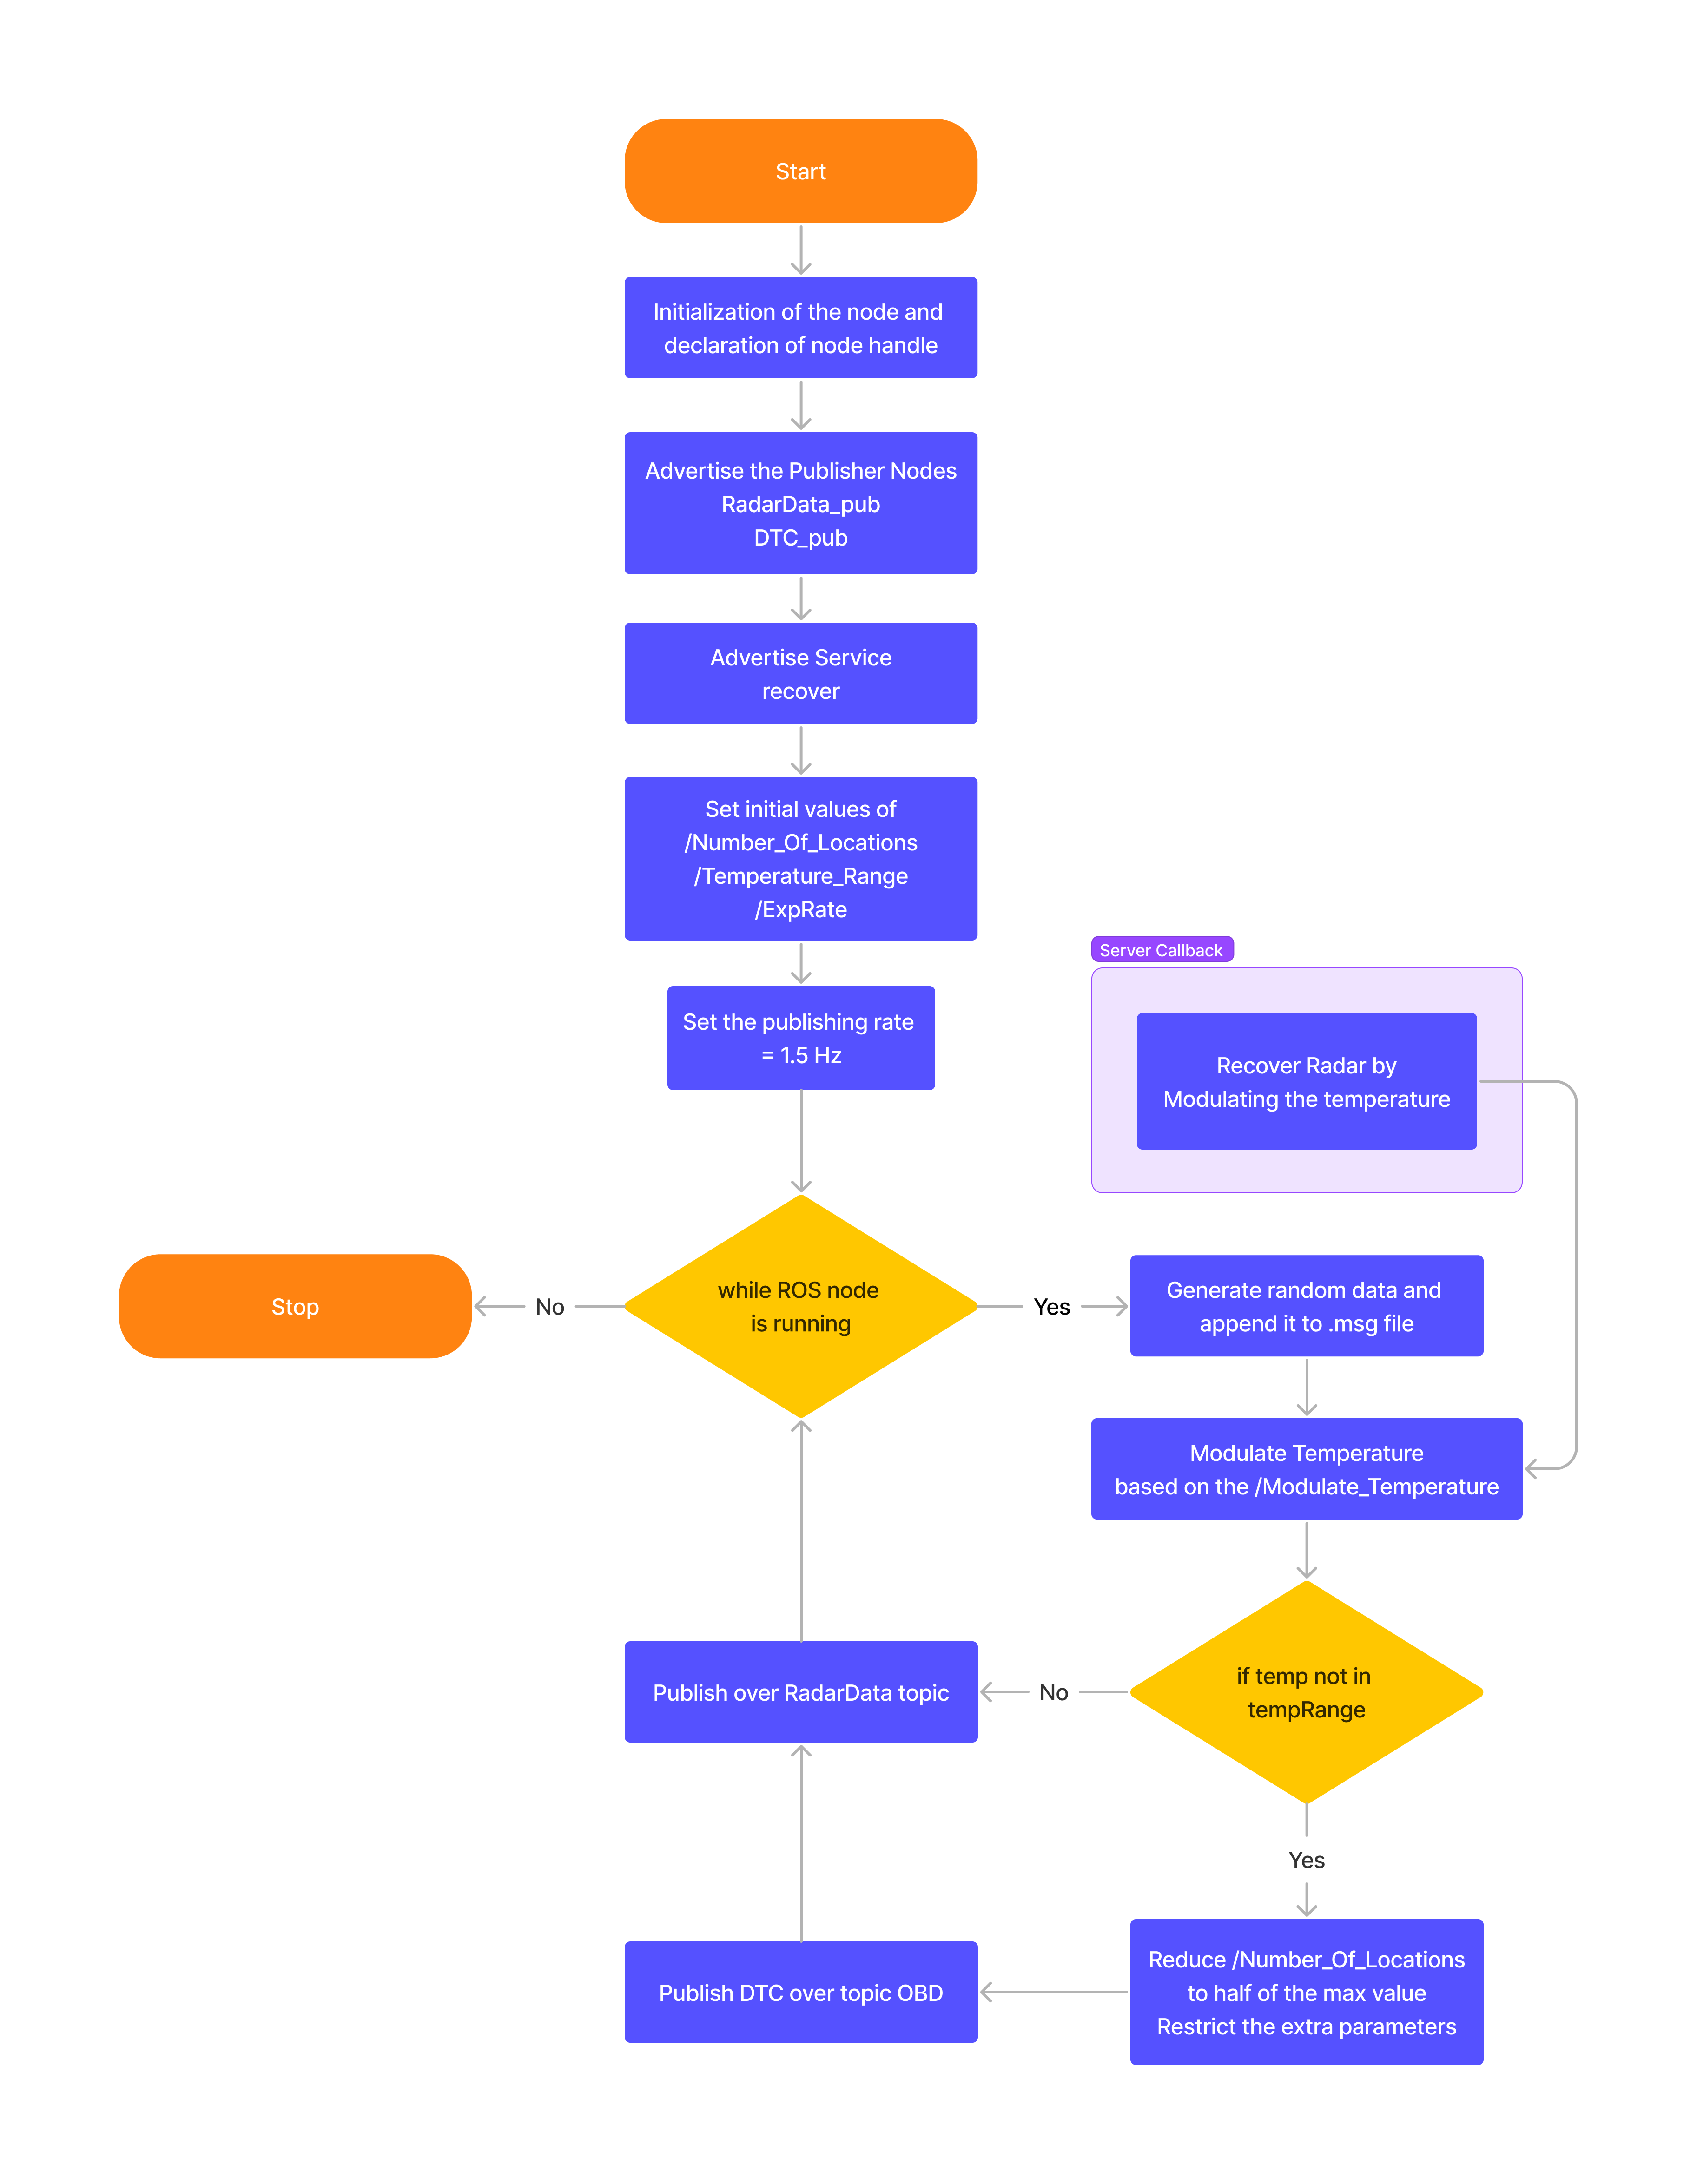 Start
Initialization of the node and
declaration of node handle
Advertise the Publisher Nodes
RadarData_pub
DTC_pub
Advertise Service
recover
Set initial values of
/Number_Of_Locations
/Temperature_Range
/ExpRate
Set the publishing rate
= 1.5 Hz
Server Callback
Recover Radar by
Modulating the temperature
while ROS node
is running
No
Stop
Yes
Generate random data and
append it to .msg file
Modulate Temperature
based on the /Modulate_Temperature
if temp not in
tempRange
No
Publish over RadarData topic
Yes
Reduce /Number_Of_Locations
to half of the max value
Restrict the extra parameters
Publish DTC over topic OBD